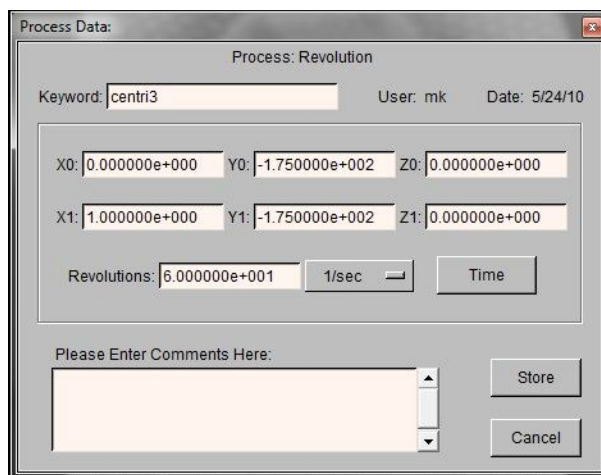 Process Data:
Process: Revolution
Keyword: centri3 User: mk Date: 5/24/10
X0: 0.000000e+000 Y0: -1.750000e+002 Z0: 0.000000e+000
X1: 1.000000e+000 Y1: -1.750000e+002 Z1: 0.000000e+000
Revolutions: 6.000000e+001 1/sec Time
Please Enter Comments Here:
Store
Cancel